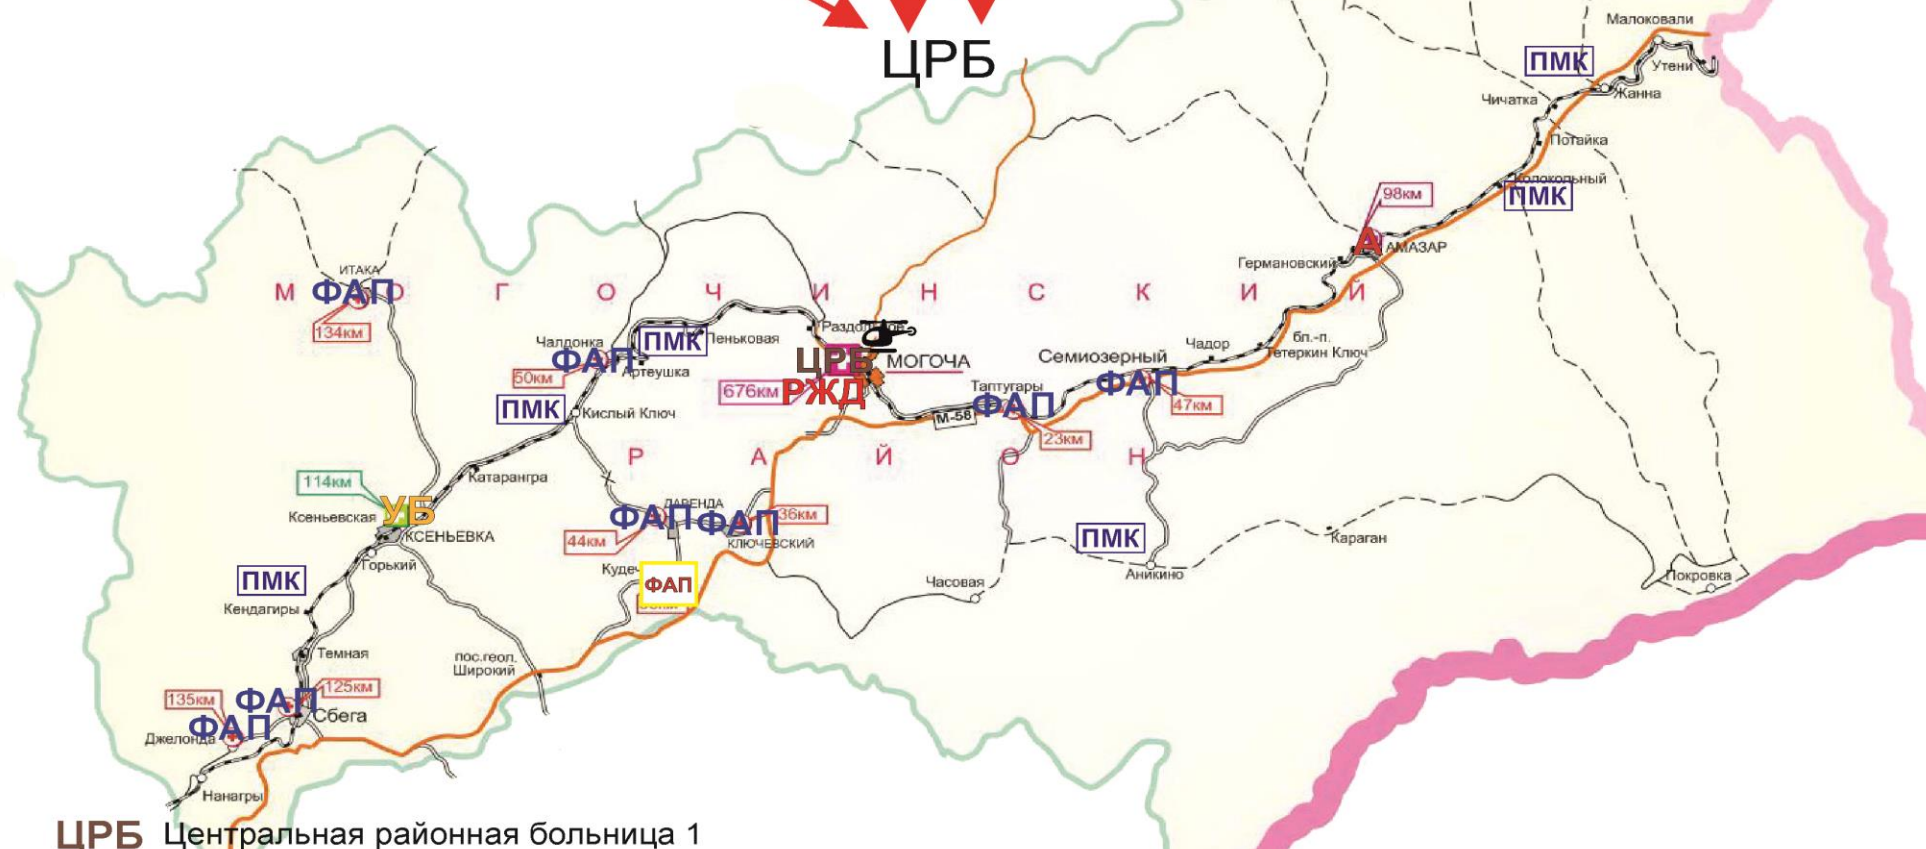 ЦРБ
Малоковали
ПМК
Утени
Жанна
Чичатка
Потайка
Колокольный
ПМК
98км
А
АМАЗАР
Германовский
ИТАКА
ФАП
134км
М О Г О Ч И Н С К И Й
Раздольное
Чалдонка
ПМК
Пеньковая
ФАП
Артеушка
50км
ЦРБ
МОГОЧА
РЖД
676км
Семиозерный
Чадор
бл.-п.
Тетеркин Ключ
ФАП
47км
Таптугары
ФАП
М-58
23км
ПМК
Кислый Ключ
Р А Й О Н
Катарангра
114км
УБ
Ксеньевская
КСЕНЬЕВКА
Горький
ДАВЕНДА
ФАП
ФАП
36км
44км
КЛЮЧЕВСКИЙ
ПМК
Караган
Аникино
Покровка
Часовая
ФАП
ПМК
Кендагиры
Темная
пос.геол.
Широкий
135км
ФАП
125км
ФАП
Сбега
Джелонда
Нанагры
ЦРБ Центральная районная больница 1